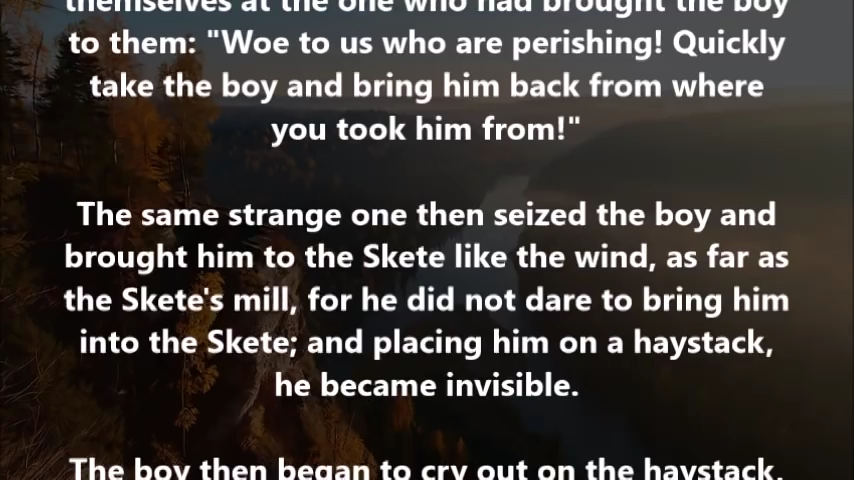 themselves at the one who had brought the boy
to them: "Woe to us who are perishing! Quickly
take the boy and bring him back from where
you took him from!"
The same strange one then seized the boy and
brought him to the Skete like the wind, as far as
the Skete's mill, for he did not dare to bring him
into the Skete; and placing him on a haystack,
he became invisible.
The boy then began to cry out on the haystack,